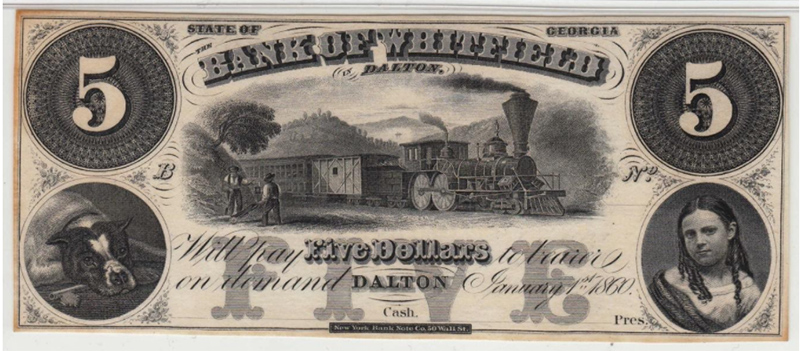 STATE OF GEORGIA
THE
BANK OF WHITFIELD
IN DALTON.
5 5
B No.
Will pay Five Dollars to bearer
on demand DALTON January 1st 1860.
FIVE
Cash. Pres.
New York Bank Note Co. 50 Wall St.